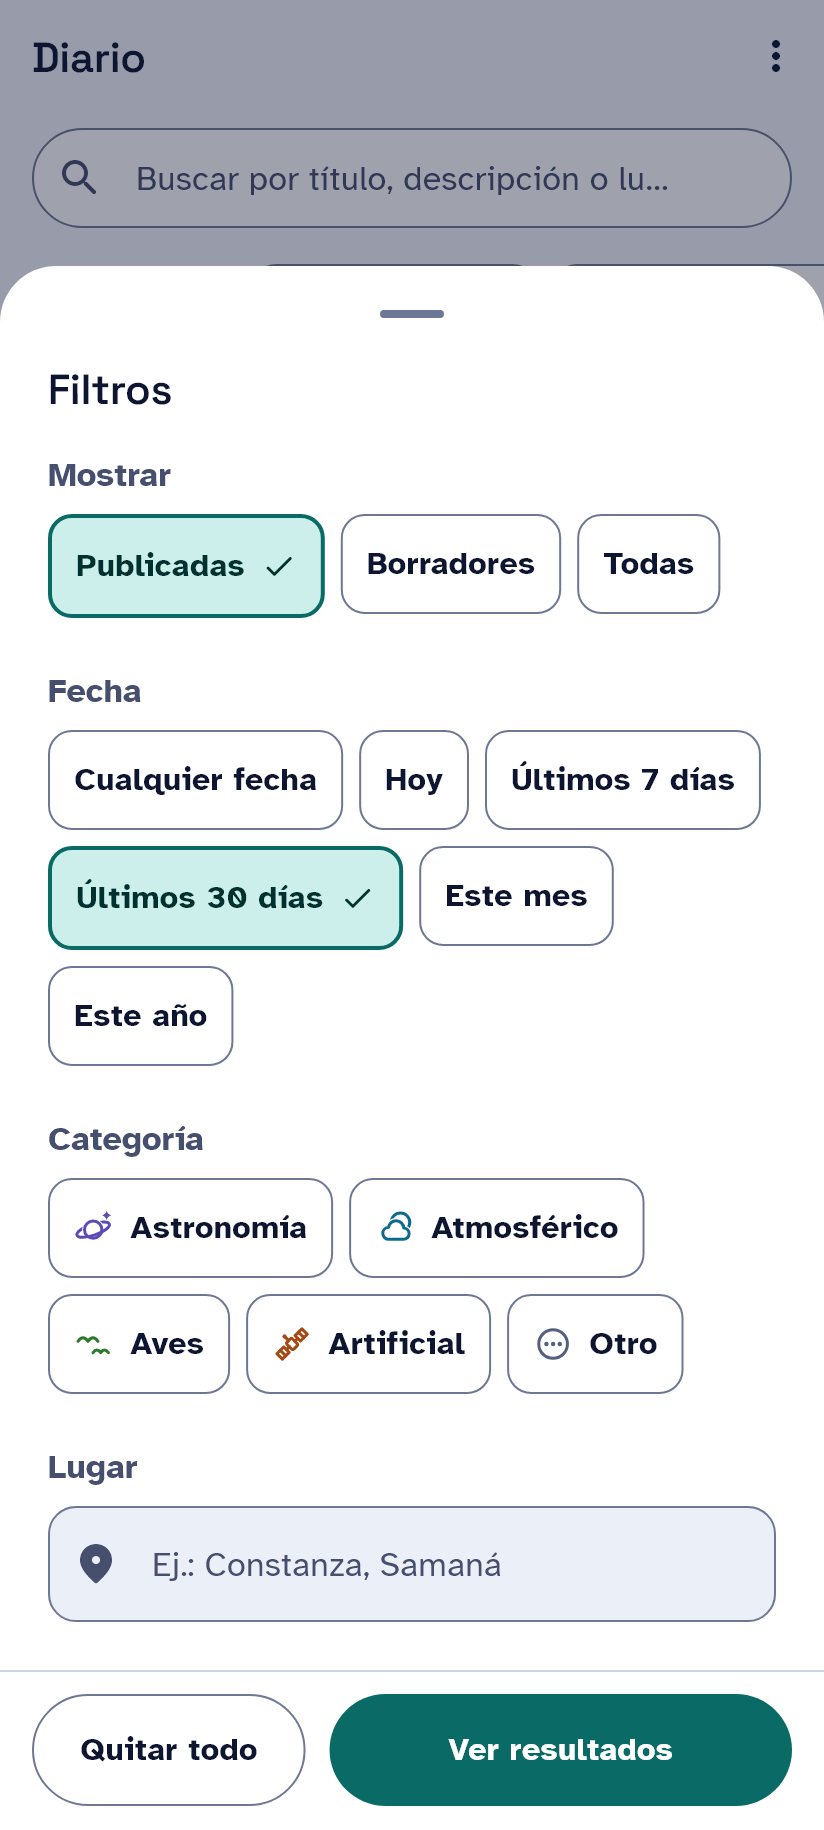 Diario
Buscar por título, descripción o lu...
Filtros
Mostrar
Publicadas Borradores Todas
Fecha
Cualquier fecha Hoy Últimos 7 días
Últimos 30 días Este mes
Este año
Categoría
Astronomía Atmosférico
Aves Artificial Otro
Lugar
Ej.: Constanza, Samaná
Quitar todo Ver resultados